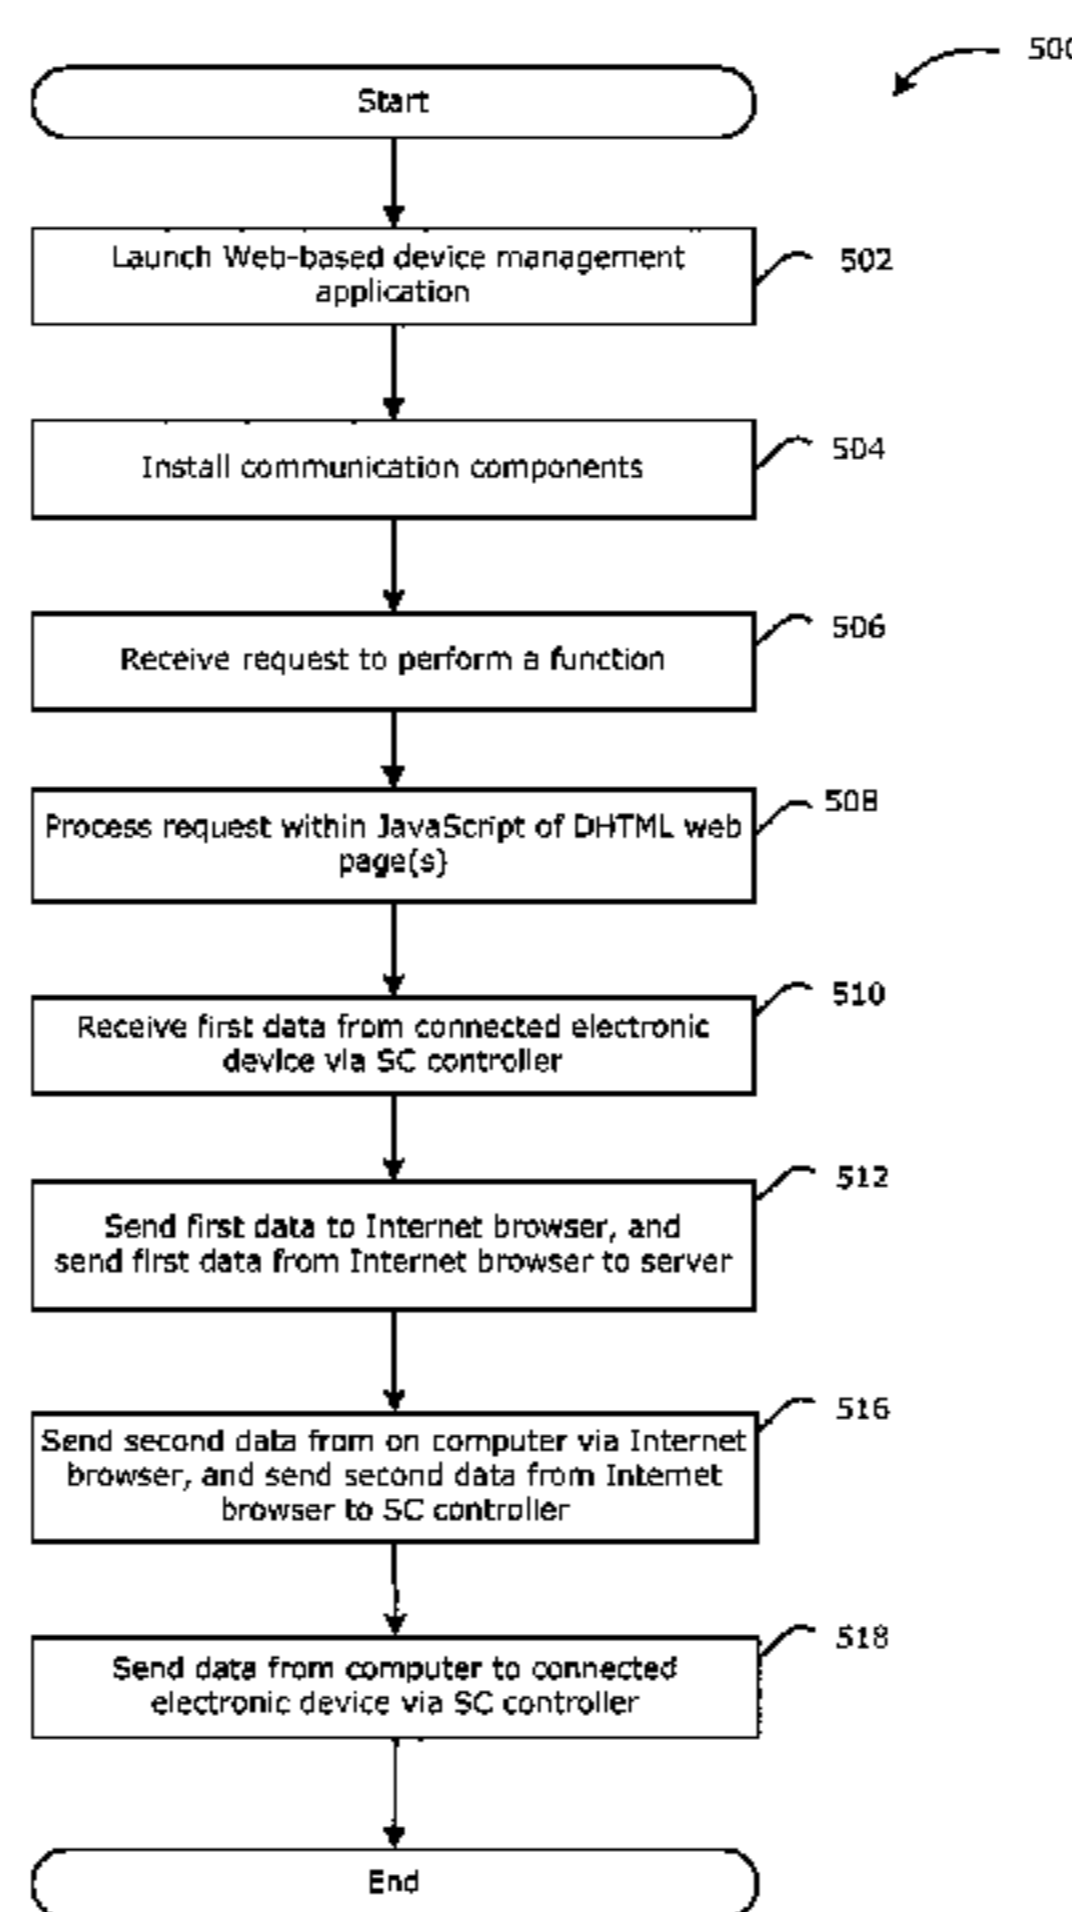 500
Start
Launch Web-based device management
application
502
Install communication components
504
Receive request to perform a function
506
Process request within JavaScript of DHTML web
page(s)
508
Receive first data from connected electronic
device via SC controller
510
Send first data to Internet browser, and
send first data from Internet browser to server
512
Send second data from on computer via Internet
browser, and send second data from Internet
browser to SC controller
516
Send data from computer to connected
electronic device via SC controller
518
End